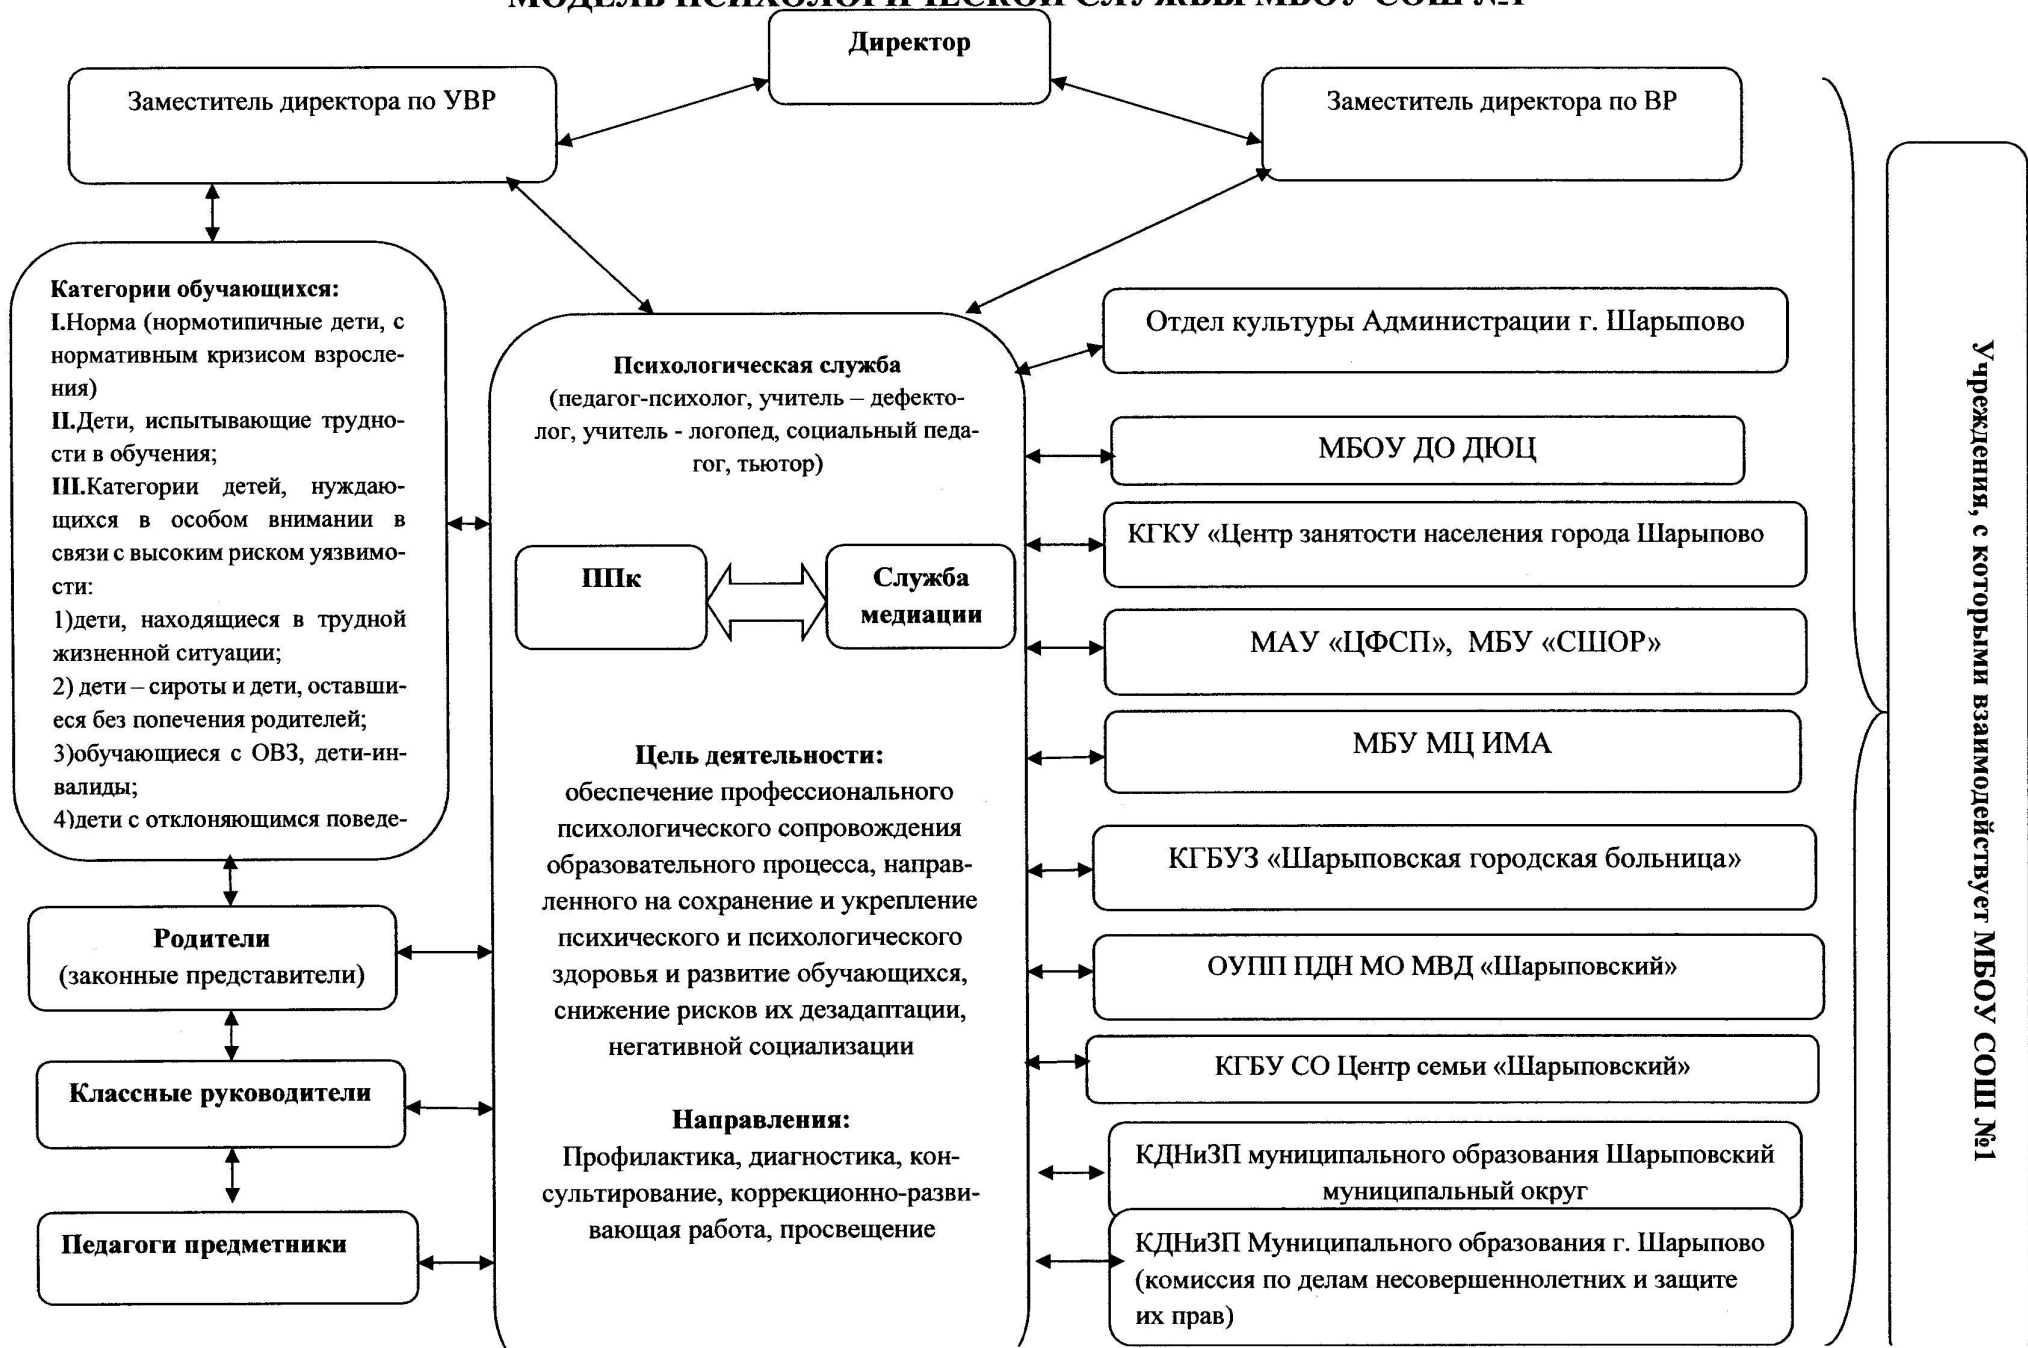 МОДЕЛЬ ПСИХОЛОГИЧЕСКОЙ СЛУЖБЫ МБОУ СОШ №1
Директор
Заместитель директора по УВР
Заместитель директора по ВР
Категории обучающихся:
I.Норма (нормотипичные дети, с
нормативным кризисом взросле-
ния)
II.Дети, испытывающие трудно-
сти в обучения;
III.Категории детей, нуждаю-
щихся в особом внимании в
связи с высоким риском уязвимо-
сти:
1)дети, находящиеся в трудной
жизненной ситуации;
2) дети – сироты и дети, оставши-
еся без попечения родителей;
3)обучающиеся с ОВЗ, дети-ин-
валиды;
4)дети с отклоняющимся поведе-
Родители
(законные представители)
Классные руководители
Педагоги предметники
Психологическая служба
(педагог-психолог, учитель – дефекто-
лог, учитель - логопед, социальный педа-
гог, тьютор)
ППк
Служба
медиации
Цель деятельности:
обеспечение профессионального
психологического сопровождения
образовательного процесса, направ-
ленного на сохранение и укрепление
психического и психологического
здоровья и развитие обучающихся,
снижение рисков их дезадаптации,
негативной социализации
Направления:
Профилактика, диагностика, кон-
сультирование, коррекционно-разви-
вающая работа, просвещение
Отдел культуры Администрации г. Шарыпово
МБОУ ДО ДЮЦ
КГКУ «Центр занятости населения города Шарыпово
МАУ «ЦФСП», МБУ «СШОР»
МБУ МЦ ИМА
КГБУЗ «Шарыповская городская больница»
ОУПП ПДН МО МВД «Шарыповский»
КГБУ СО Центр семьи «Шарыповский»
КДНиЗП муниципального образования Шарыповский
муниципальный округ
КДНиЗП Муниципального образования г. Шарыпово
(комиссия по делам несовершеннолетних и защите
их прав)
Учреждения, с которыми взаимодействует МБОУ СОШ №1